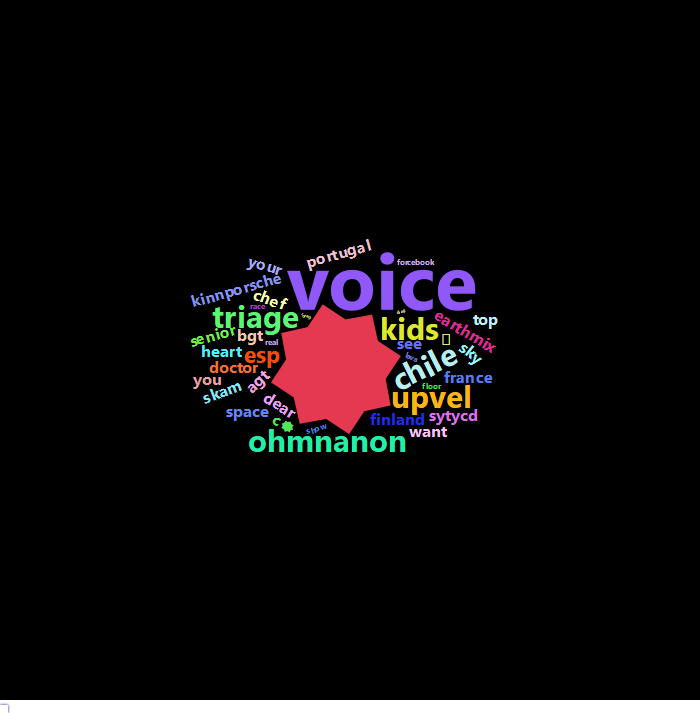 portugal
your
forcebook
voice
kinnporsche
chef
race
triage
kids
earthmix
top
senior
bgt
real
see
sky
heart
esp
chile
doctor
france
you
agt
floor
skam
upvel
dear
space
sytycd
finland
c
show
want
ohmnanon